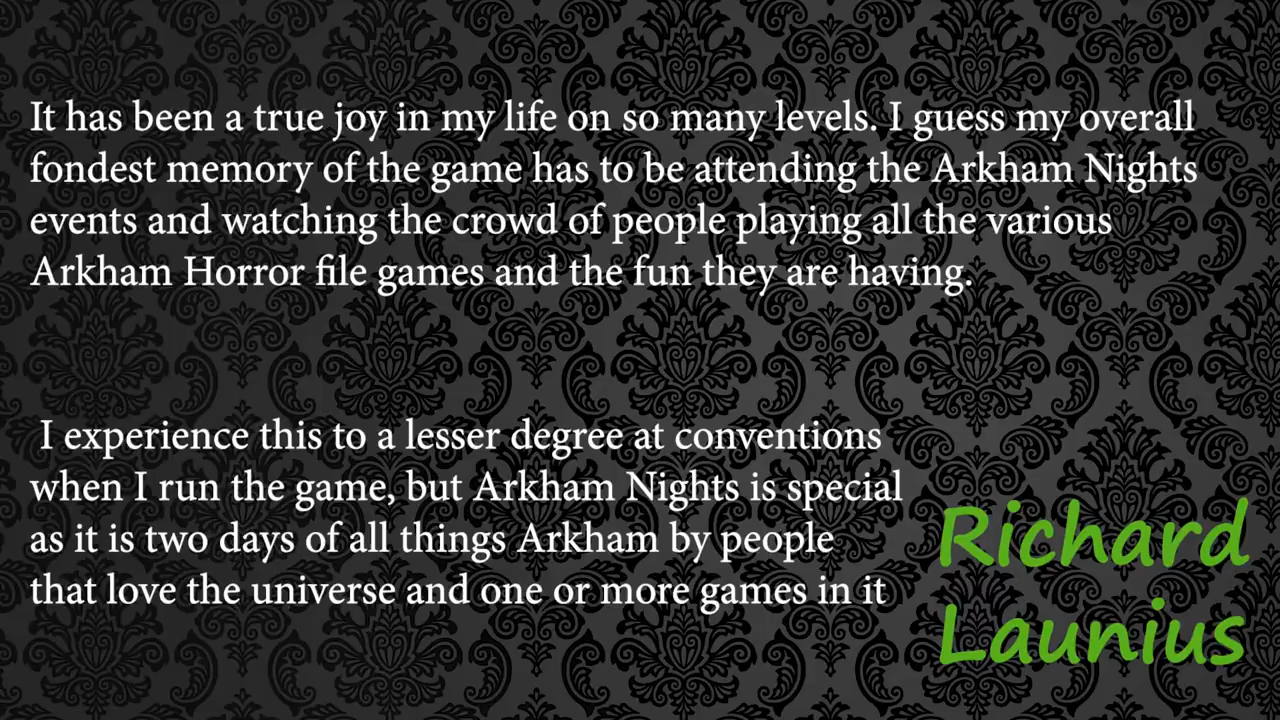 It has been a true joy in my life on so many levels. I guess my overall
fondest memory of the game has to be attending the Arkham Nights
events and watching the crowd of people playing all the various
Arkham Horror file games and the fun they are having.
I experience this to a lesser degree at conventions
when I run the game, but Arkham Nights is special
as it is two days of all things Arkham by people
that love the universe and one or more games in it
Richard
Launius